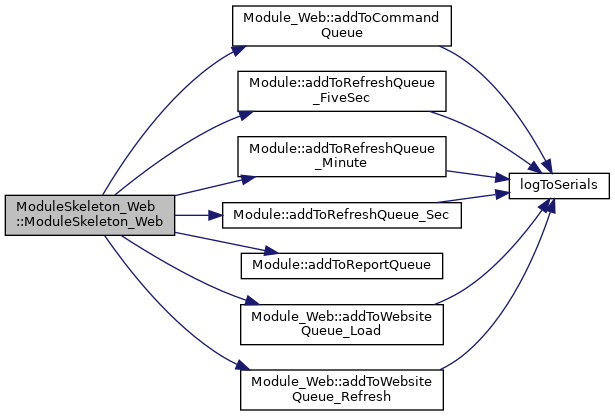 Module_Web::addToCommand
Queue
Module::addToRefreshQueue
_FiveSec
Module::addToRefreshQueue
_Minute
logToSerials
ModuleSkeleton_Web
::ModuleSkeleton_Web
Module::addToRefreshQueue_Sec
Module::addToReportQueue
Module_Web::addToWebsite
Queue_Load
Module_Web::addToWebsite
Queue_Refresh